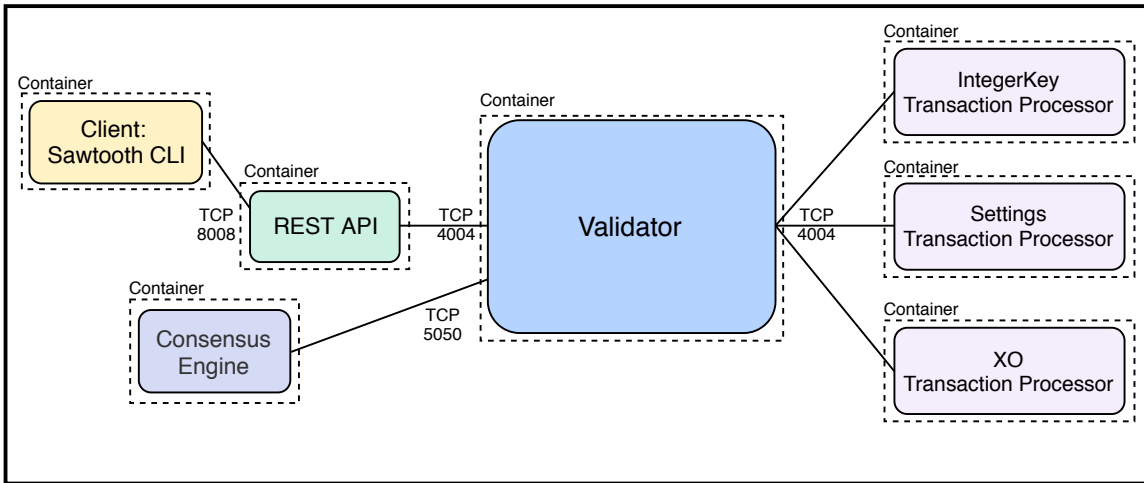 Container
Client:
Sawtooth CLI
TCP
8008
Container
REST API
TCP
4004
Container
Consensus
Engine
TCP
5050
Container
Validator
TCP
4004
Container
IntegerKey
Transaction Processor
Container
Settings
Transaction Processor
Container
XO
Transaction Processor